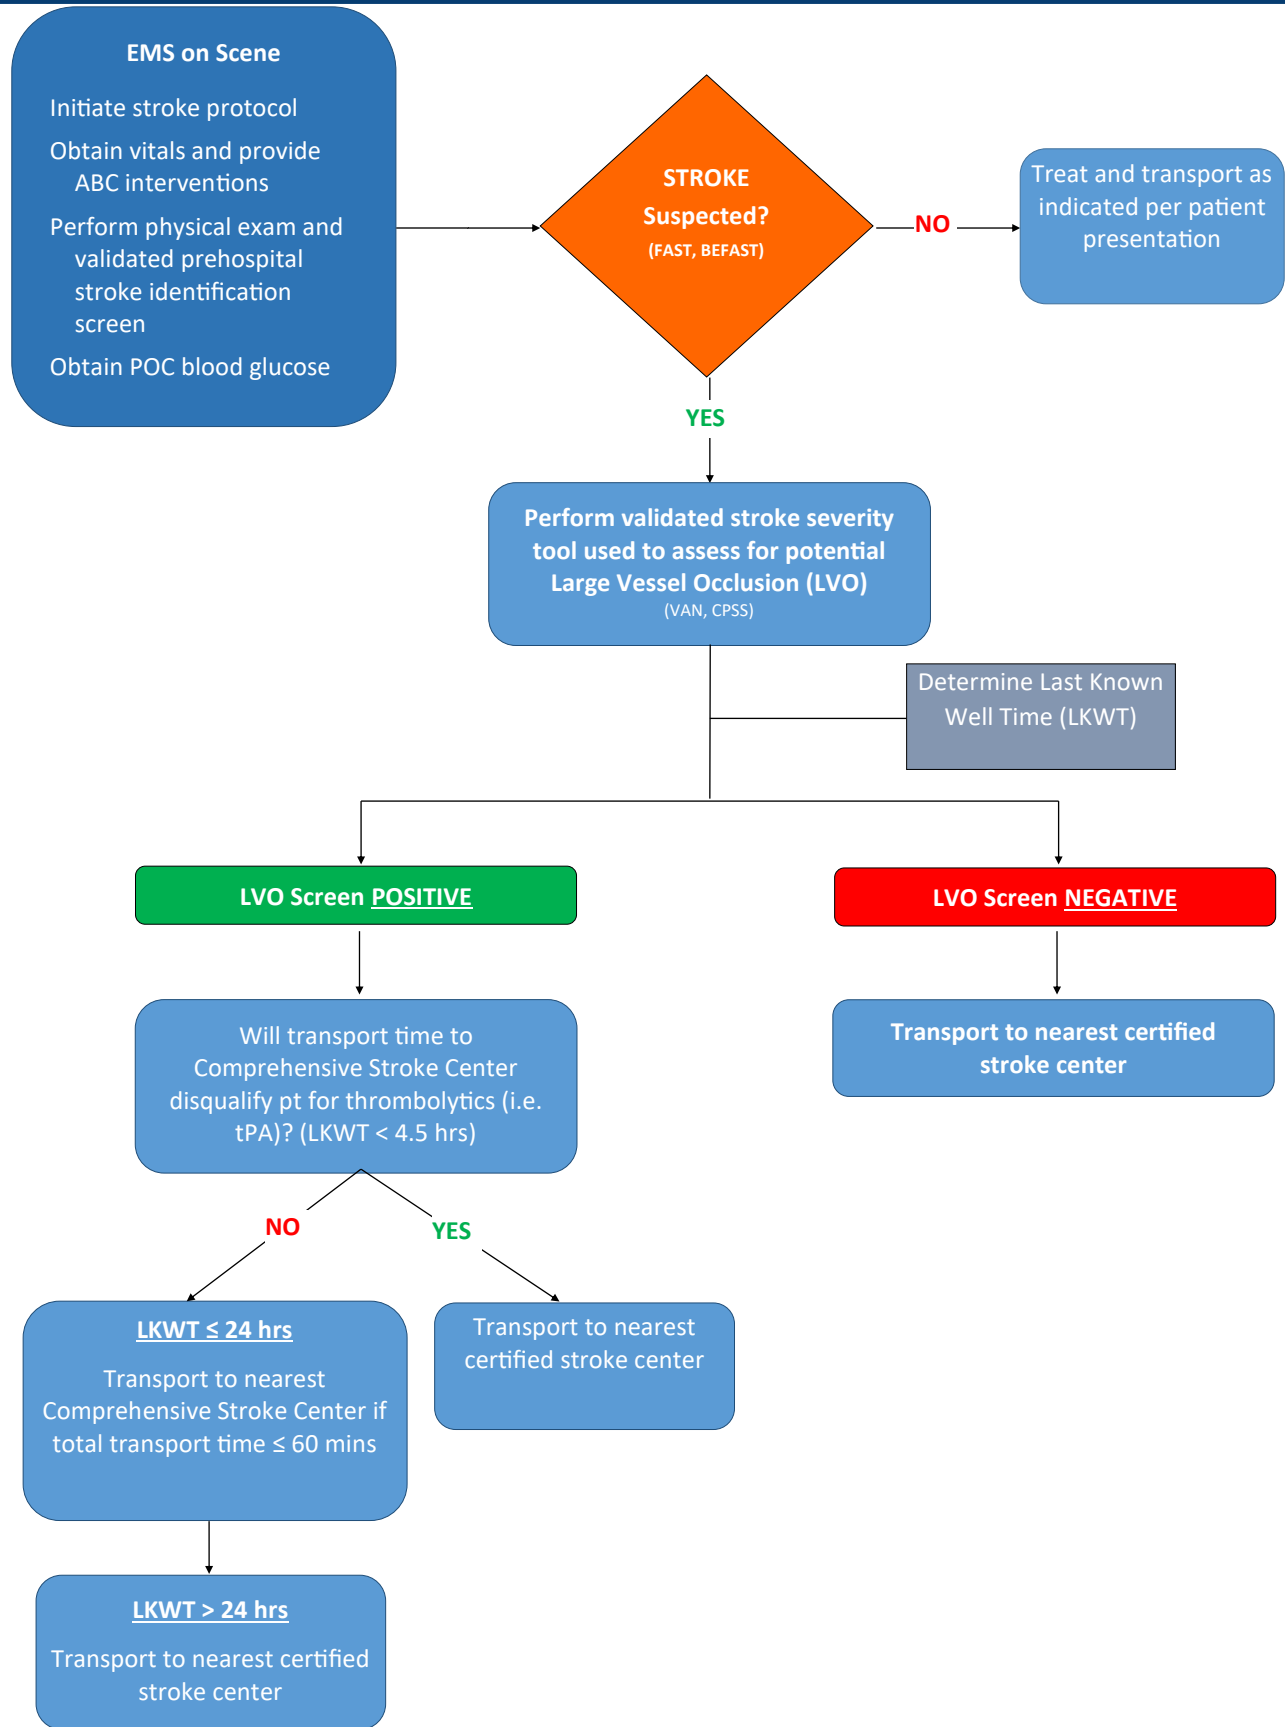 EMS on Scene
Initiate stroke protocol
Obtain vitals and provide
ABC interventions
Perform physical exam and
validated prehospital
stroke identification
screen
Obtain POC blood glucose
STROKE
Suspected?
(FAST, BEFAST)
NO
Treat and transport as
indicated per patient
presentation
YES
Perform validated stroke severity
tool used to assess for potential
Large Vessel Occlusion (LVO)
(VAN, CPSS)
Determine Last Known
Well Time (LKWT)
LVO Screen POSITIVE
LVO Screen NEGATIVE
Will transport time to
Comprehensive Stroke Center
disqualify pt for thrombolytics (i.e.
tPA)? (LKWT < 4.5 hrs)
Transport to nearest certified
stroke center
NO
YES
LKWT ≤ 24 hrs
Transport to nearest
Comprehensive Stroke Center if
total transport time ≤ 60 mins
Transport to nearest
certified stroke center
LKWT > 24 hrs
Transport to nearest certified
stroke center